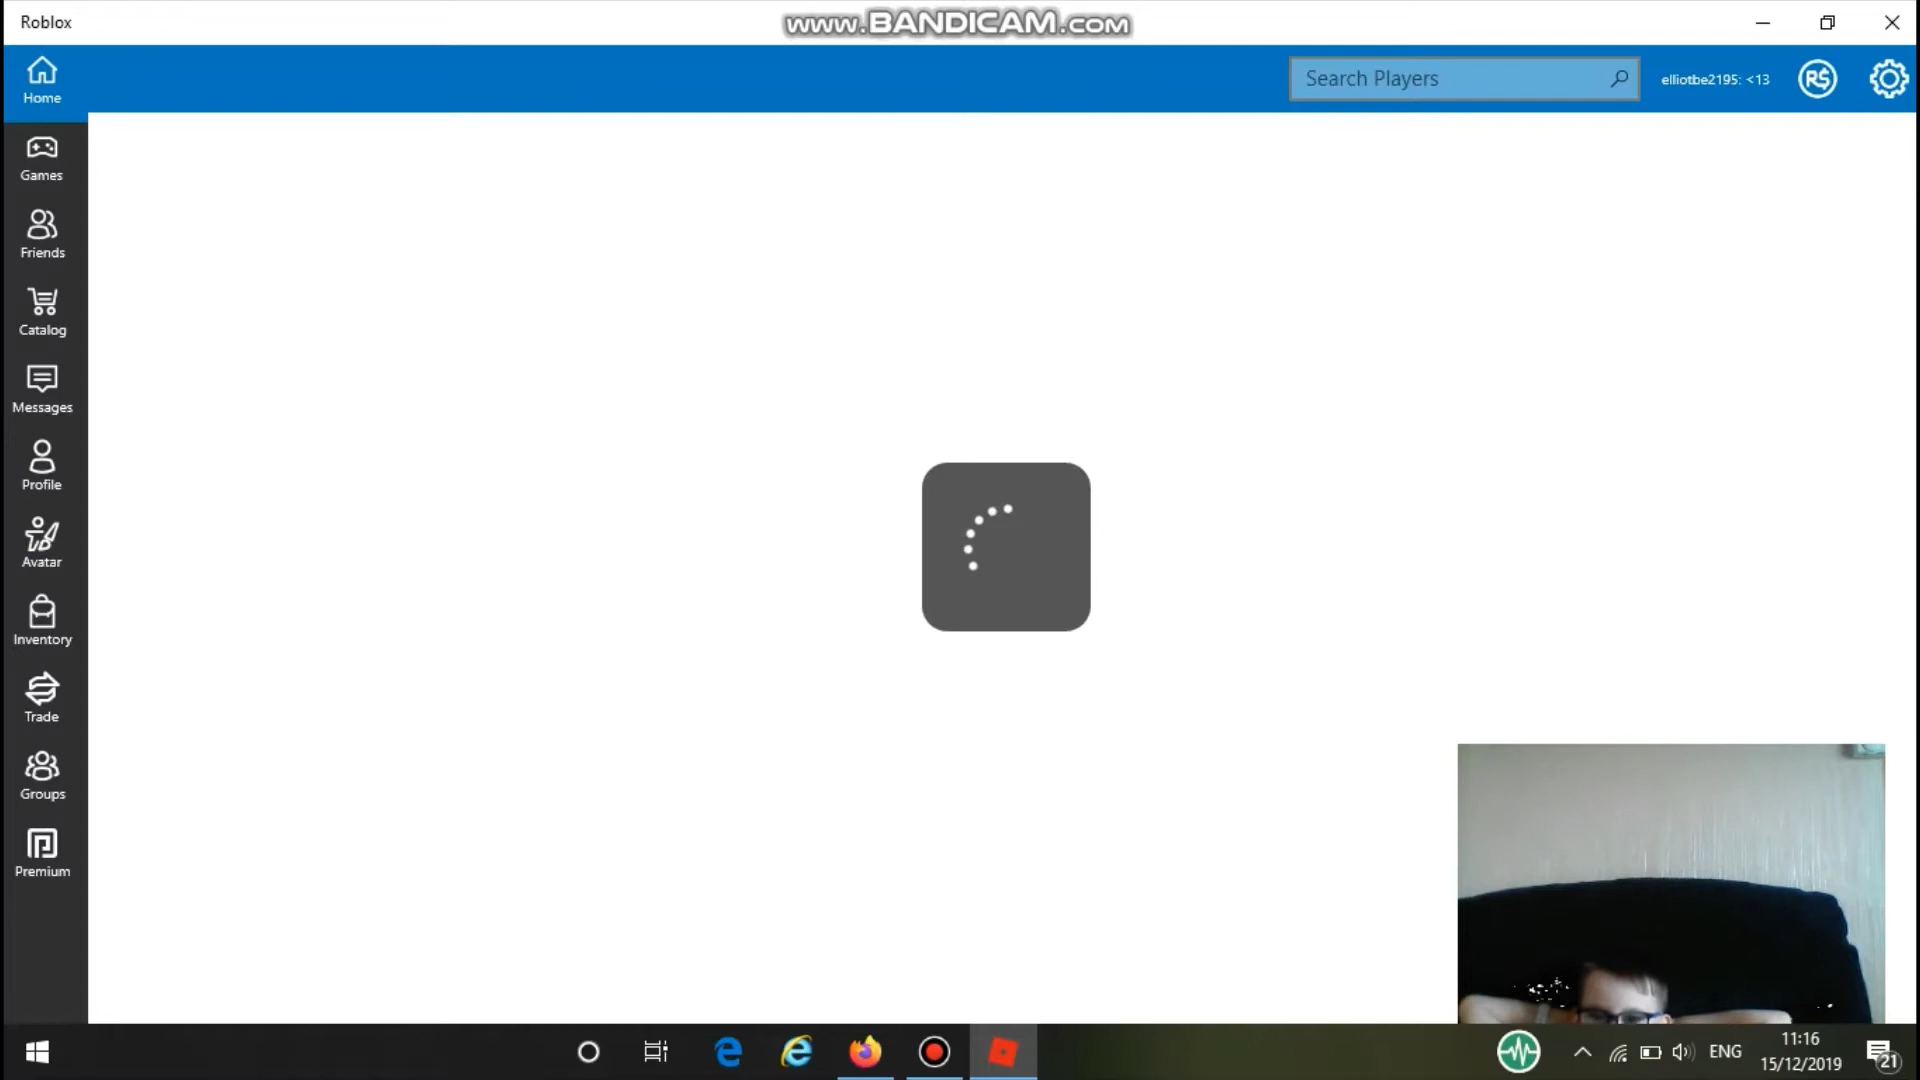 Roblox
www.BANDICAM.com
Home
Search Players
elliotbe2195: <13
R$
Games
Friends
Catalog
Messages
Profile
Avatar
Inventory
Trade
Groups
Premium
ENG
11:16
15/12/2019
21